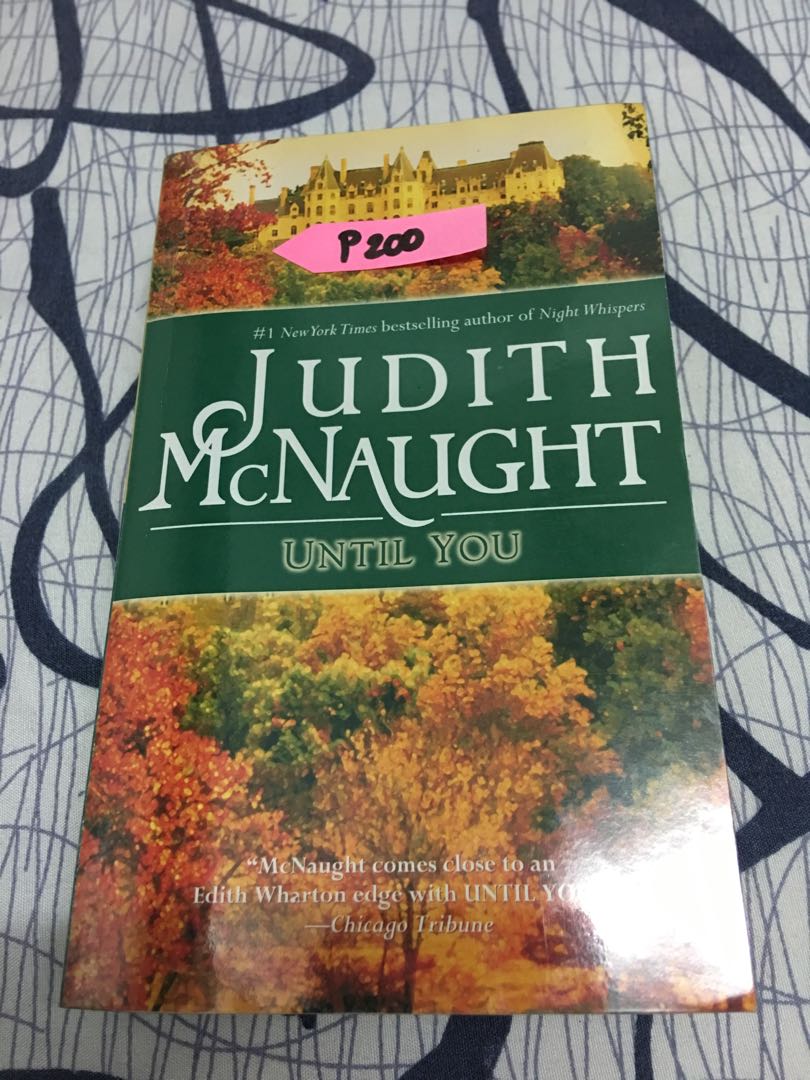 P200
#1 New York Times bestselling author of Night Whispers
JUDITH
MCNAUGHT
UNTIL YOU
"McNaught comes close to an
Edith Wharton edge with UNTIL
—Chicago Tribune